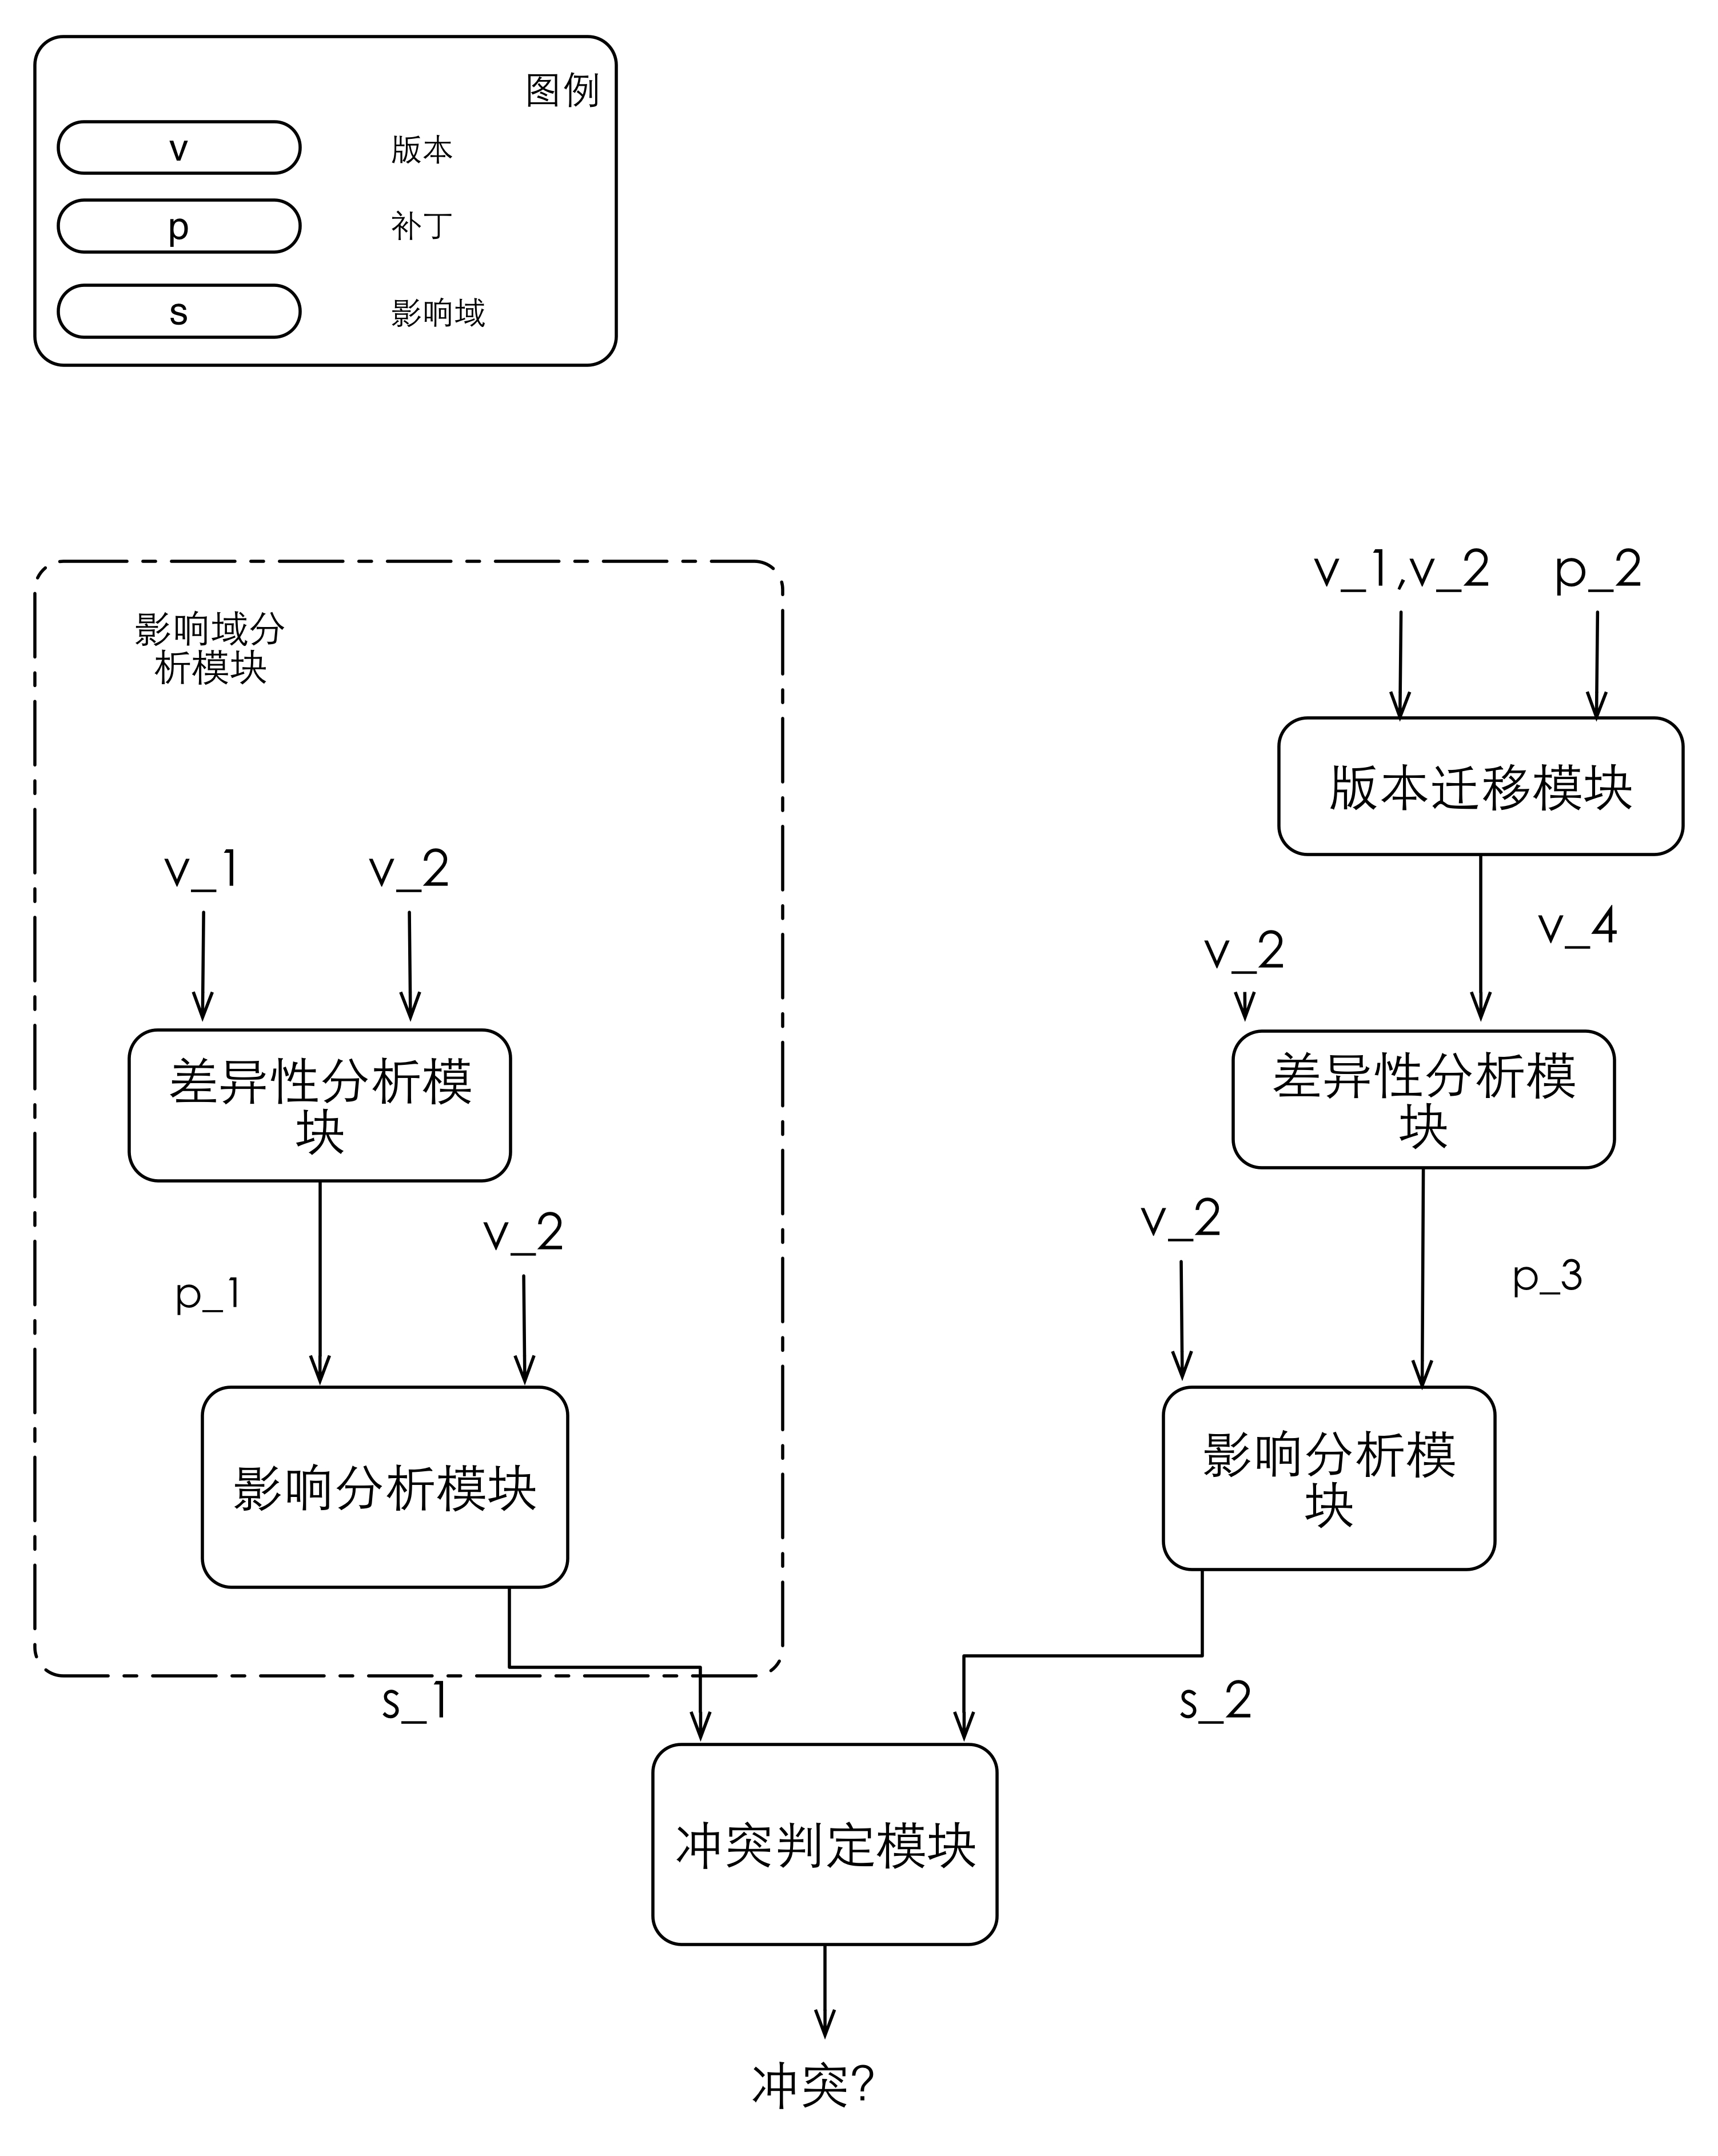 图例
v 版本
p 补丁
s 影响域
影响域分
析模块
v_1 v_2
差异性分析模
块
p_1
v_2
影响分析模块
s_1
v_1,v_2 p_2
版本迁移模块
v_4
v_2
差异性分析模
块
v_2
p_3
影响分析模
块
s_2
冲突判定模块
冲突?